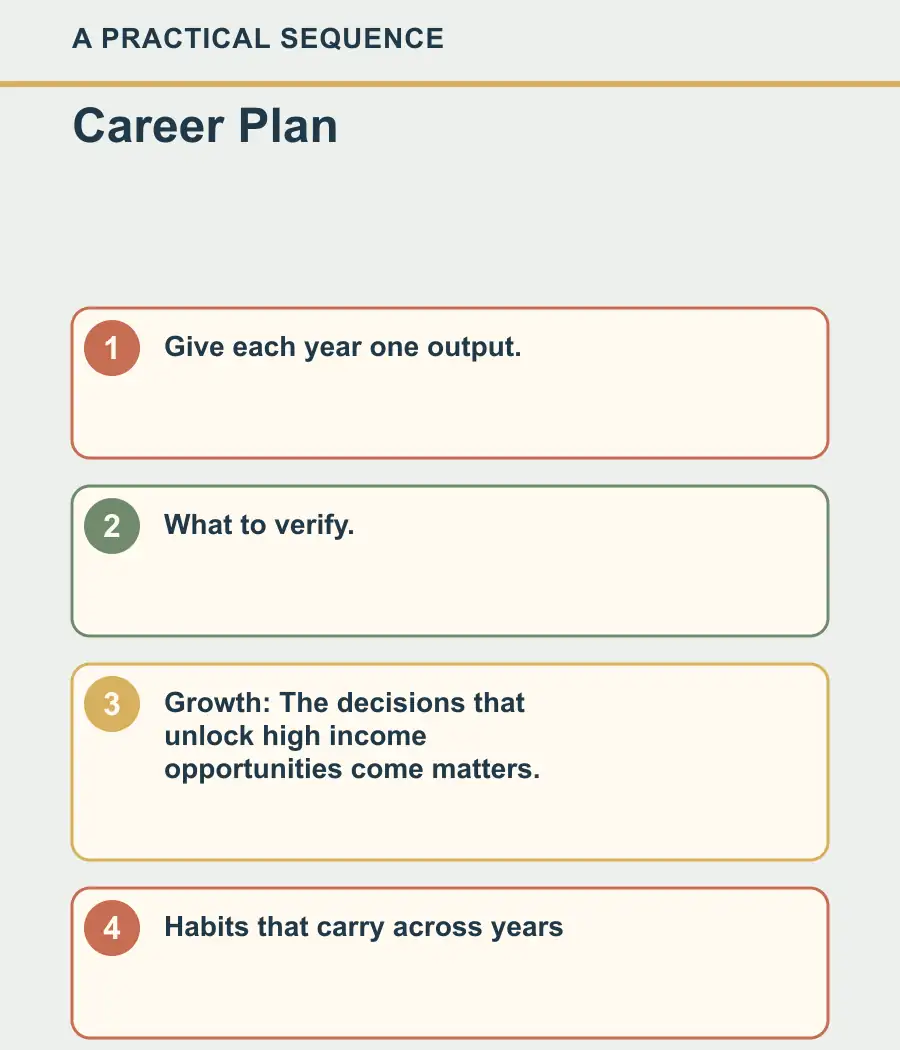 A PRACTICAL SEQUENCE
Career Plan
1
Give each year one output.
2
What to verify.
3
Growth: The decisions that
unlock high income
opportunities come matters.
4
Habits that carry across years